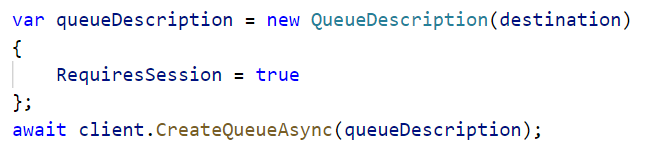 var queueDescription = new QueueDescription(destination)
{
    RequiresSession = true
};
await client.CreateQueueAsync(queueDescription);